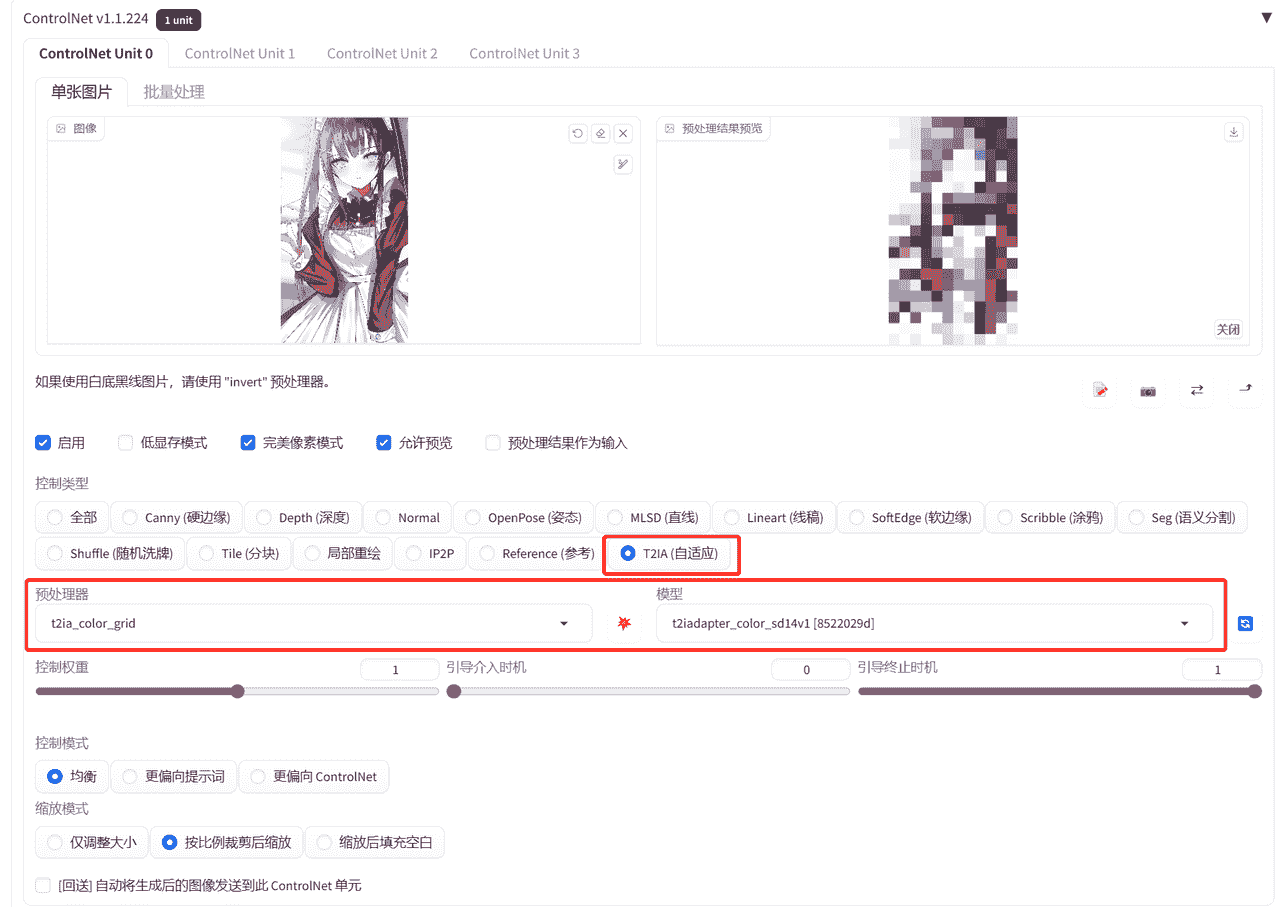 ControlNet v1.1.224 1 unit ▼
ControlNet Unit 0 ControlNet Unit 1 ControlNet Unit 2 ControlNet Unit 3
单张图片 批量处理
图像 预处理结果预览
关闭
如果使用白底黑线图片，请使用 "invert" 预处理器。
启用 低显存模式 完美像素模式 允许预览 预处理结果作为输入
控制类型
全部 Canny (硬边缘) Depth (深度) Normal OpenPose (姿态) MLSD (直线) Lineart (线稿) SoftEdge (软边缘) Scribble (涂鸦) Seg (语义分割)
Shuffle (随机洗牌) Tile (分块) 局部重绘 IP2P Reference (参考) T2IA (自适应)
预处理器 模型
t2ia_color_grid t2iadapter_color_sd14v1 [8522029d]
控制权重 1 引导介入时机 0 引导终止时机 1
控制模式
均衡 更偏向提示词 更偏向 ControlNet
缩放模式
仅调整大小 按比例裁剪后缩放 缩放后填充空白
[回送] 自动将生成后的图像发送到此 ControlNet 单元